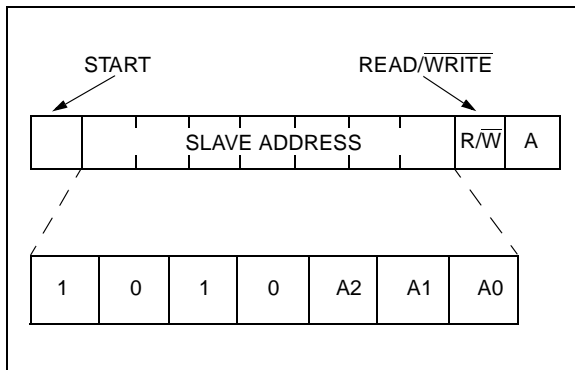 START READ/WRITE
SLAVE ADDRESS R/W A
1 0 1 0 A2 A1 A0